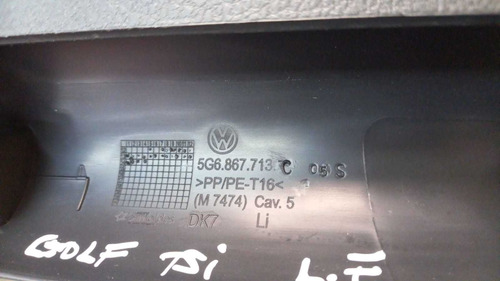 5G6.867.713 C 05 S
>PP/PE-T16<
(M 7474) Cav. 5
DK7 Li
GOLF TSi L.F